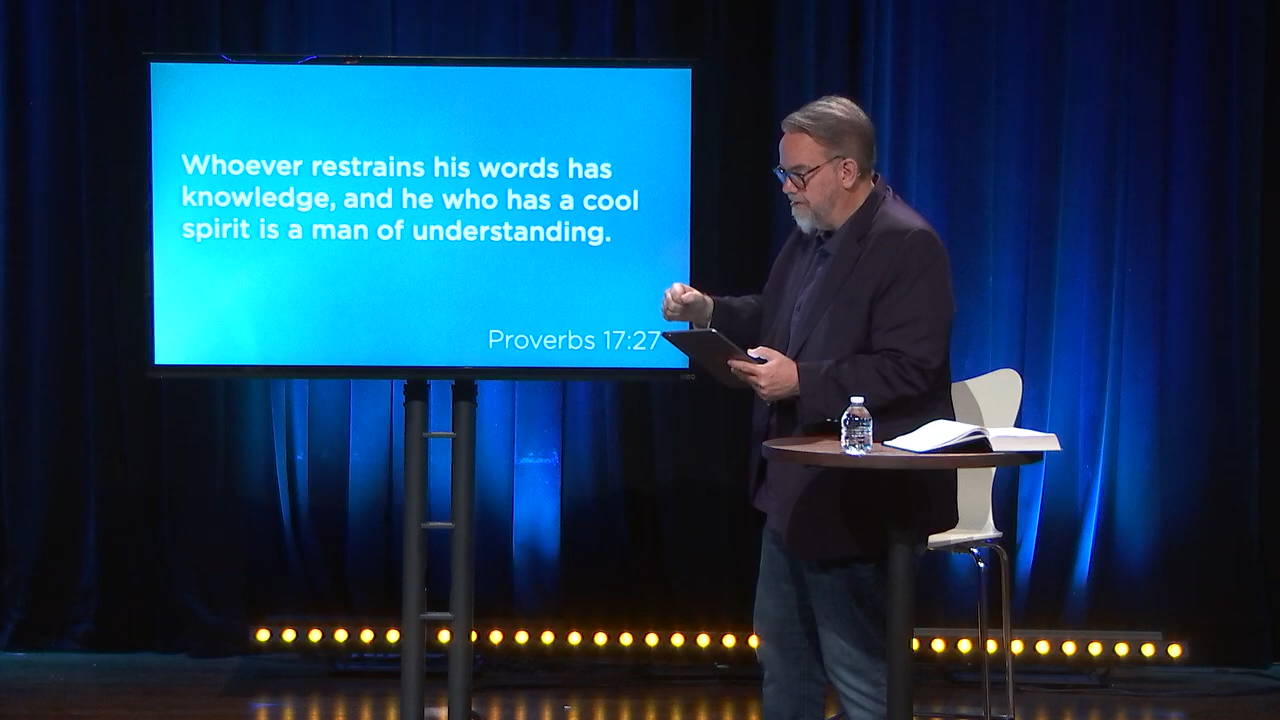 Whoever restrains his words has
knowledge, and he who has a cool
spirit is a man of understanding.
Proverbs 17:27